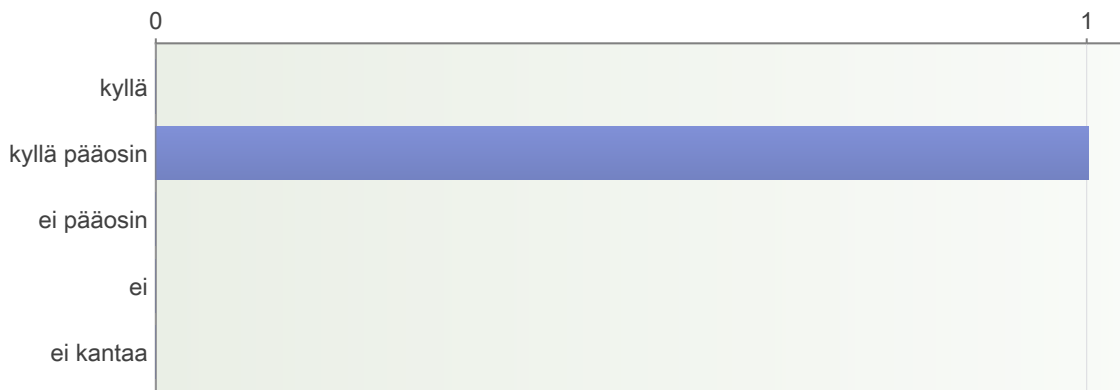 0 1
kyllä
kyllä pääosin
ei pääosin
ei
ei kantaa